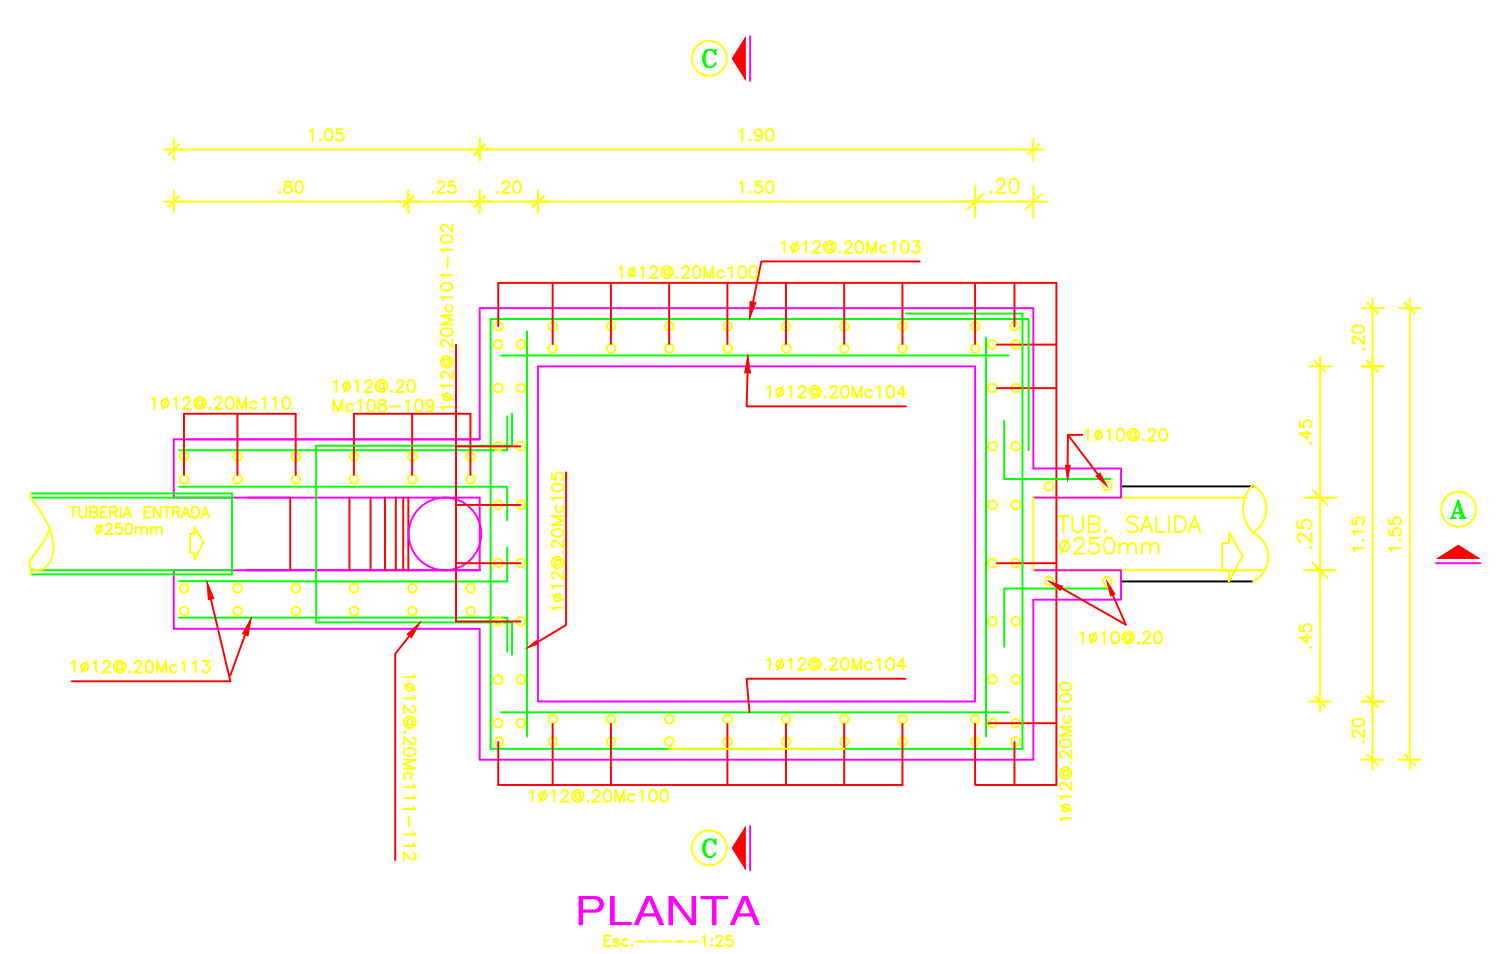 C
1.05
1.90
.80
.25
.20
1.50
.20
1ø12@.20Mc101-102
1ø12@.20Mc103
1ø12@.20Mc100
.20
1ø12@.20
Mc108-109
1ø12@.20Mc110
1ø12@.20Mc104
1ø10@.20
.45
1ø12@.20Mc105
TUBERIA ENTRADA
ø250mm
TUB. SALIDA
ø250mm
.25
1.15
1.55
A
1ø12@.20Mc113
1ø12@.20Mc111-112
1ø12@.20Mc104
1ø10@.20
.45
1ø12@.20Mc100
.20
1ø12@.20Mc100
C
PLANTA
Esc.-----1:25